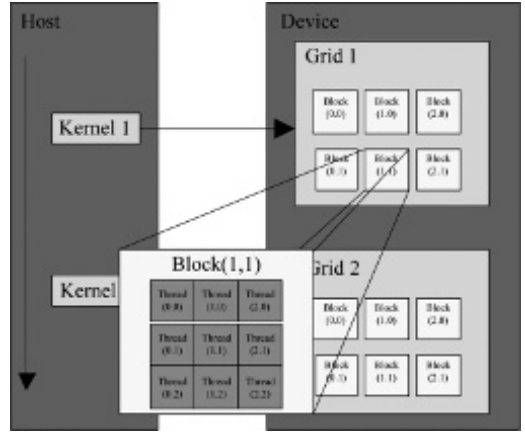 Host
Device
Grid 1
Kernel 1
Block
(0,0)
Block
(1,0)
Block
(2,0)
Block
(0,1)
Block
(1,1)
Block
(2,1)
Block(1,1)
Thread
(0,0)
Thread
(1,0)
Thread
(2,0)
Thread
(0,1)
Thread
(1,1)
Thread
(2,1)
Thread
(0,2)
Thread
(1,2)
Thread
(2,2)
Kernel
Grid 2
Block
(0,0)
Block
(1,0)
Block
(2,0)
Block
(0,1)
Block
(1,1)
Block
(2,1)